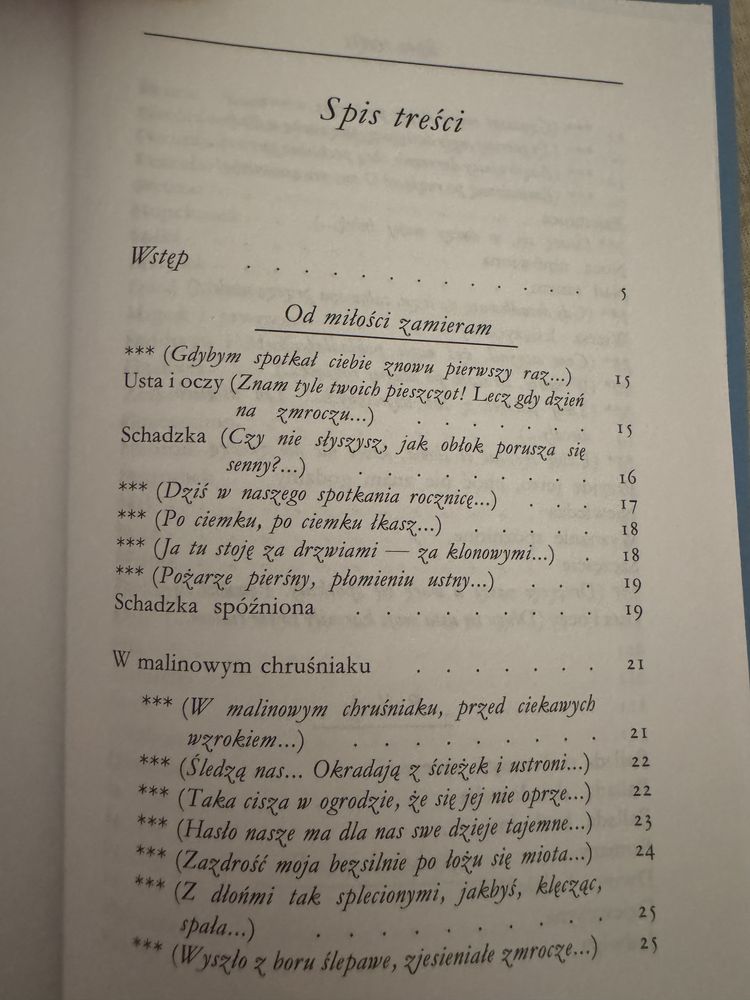 Spis treści
Wstęp . . . . . . . . . . . . 5
Od miłości zamieram
*** (Gdybym spotkał ciebie znowu pierwszy raz...) 15
Usta i oczy (Znam tyle twoich pieszczot! Lecz gdy dzień
na zmroczu...) . . . . . . . 15
Schadzka (Czy nie słyszysz, jak obłok porusza się
senny?...) . . . . . . . . . 16
*** (Dziś w naszego spotkania rocznicę...) . . . 17
*** (Po ciemku, po ciemku łkasz...) . . . . . 18
*** (Ja tu stoję za drzwiami — za klonowymi...) . 18
*** (Pożarze pierśny, płomieniu ustny...) . . . 19
Schadzka spóźniona . . . . . . . . . 19
W malinowym chruśniaku . . . . . . . 21
*** (W malinowym chruśniaku, przed ciekawych
wzrokiem...) . . . . . . . . . 21
*** (Śledzą nas... Okradają z ścieżek i ustroni...) 22
*** (Taka cisza w ogrodzie, że się jej nie oprze...) 22
*** (Hasło nasze ma dla nas swe dzieje tajemne...) 23
*** (Zazdrość moja bezsilnie po łożu się miota...) 24
*** (Z dłońmi tak splecionymi, jakbyś, klęcząc,
spała...) . . . . . . . . . . 25
*** (Wyszło z boru ślepawe, zjesieniałe zmrocze...) 25